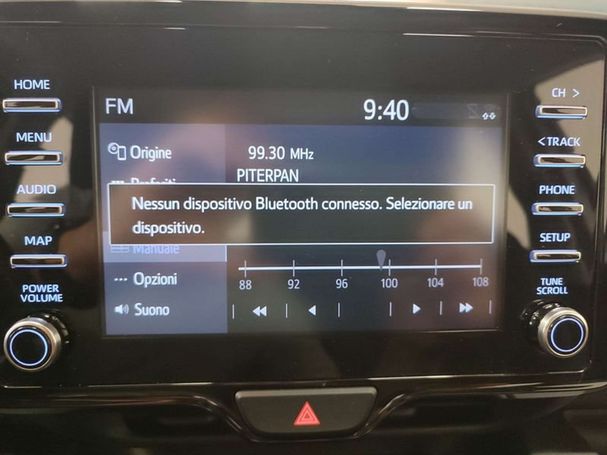 HOME
MENU
AUDIO
MAP
POWER
VOLUME
FM
9:40
Origine
99.30 MHz
PITERPAN
Preferiti
Nessun dispositivo Bluetooth connesso. Selezionare un
dispositivo.
Manuale
Opzioni
Suono
88 92 96 100 104 108
CH >
< TRACK
PHONE
SETUP
TUNE
SCROLL